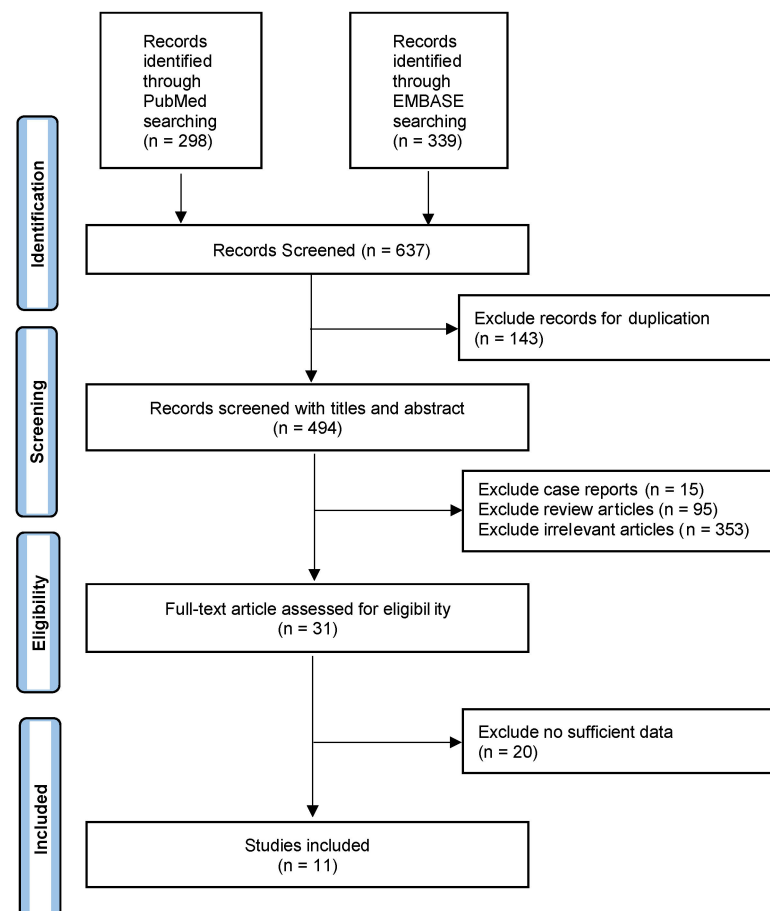 Records
identified
through
PubMed
searching
(n = 298)
Records
identified
through
EMBASE
searching
(n = 339)
Identification
Records Screened (n = 637)
Exclude records for duplication
(n = 143)
Screening
Records screened with titles and abstract
(n = 494)
Exclude case reports (n = 15)
Exclude review articles (n = 95)
Exclude irrelevant articles (n = 353)
Eligibility
Full-text article assessed for eligibility
(n = 31)
Exclude no sufficient data
(n = 20)
Included
Studies included
(n = 11)